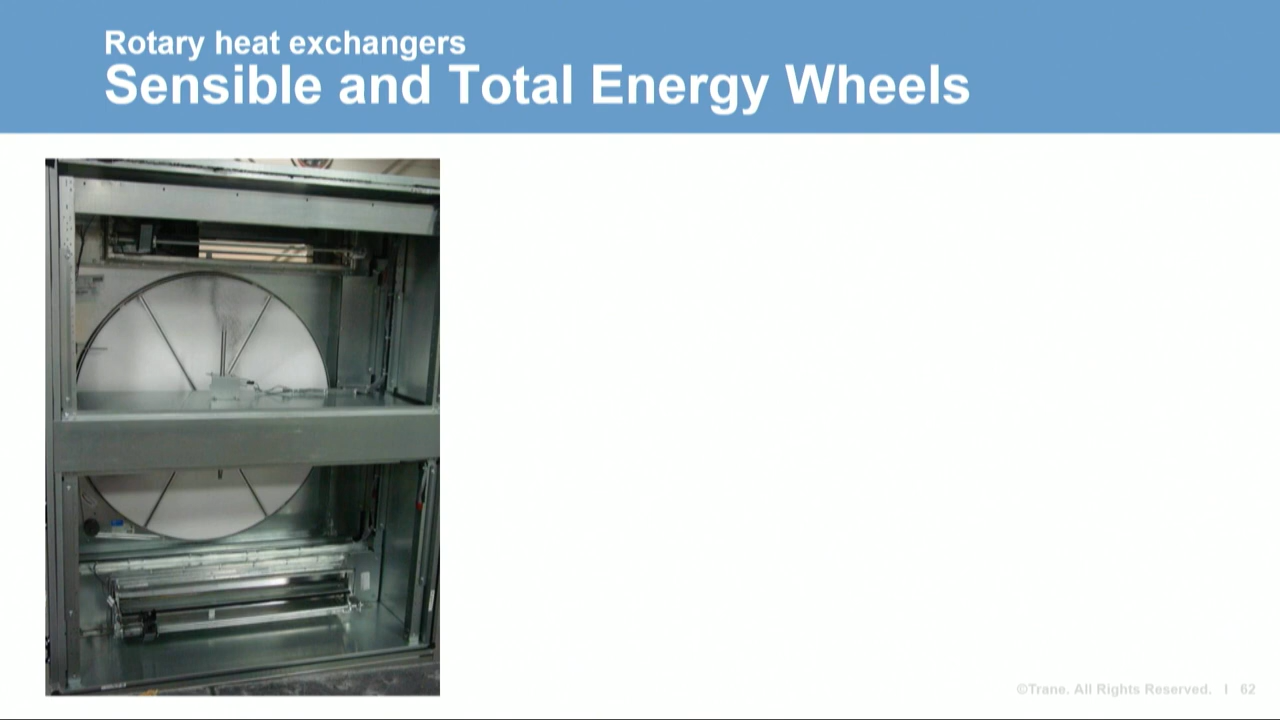 Rotary heat exchangers
Sensible and Total Energy Wheels
©Trane. All Rights Reserved. | 62